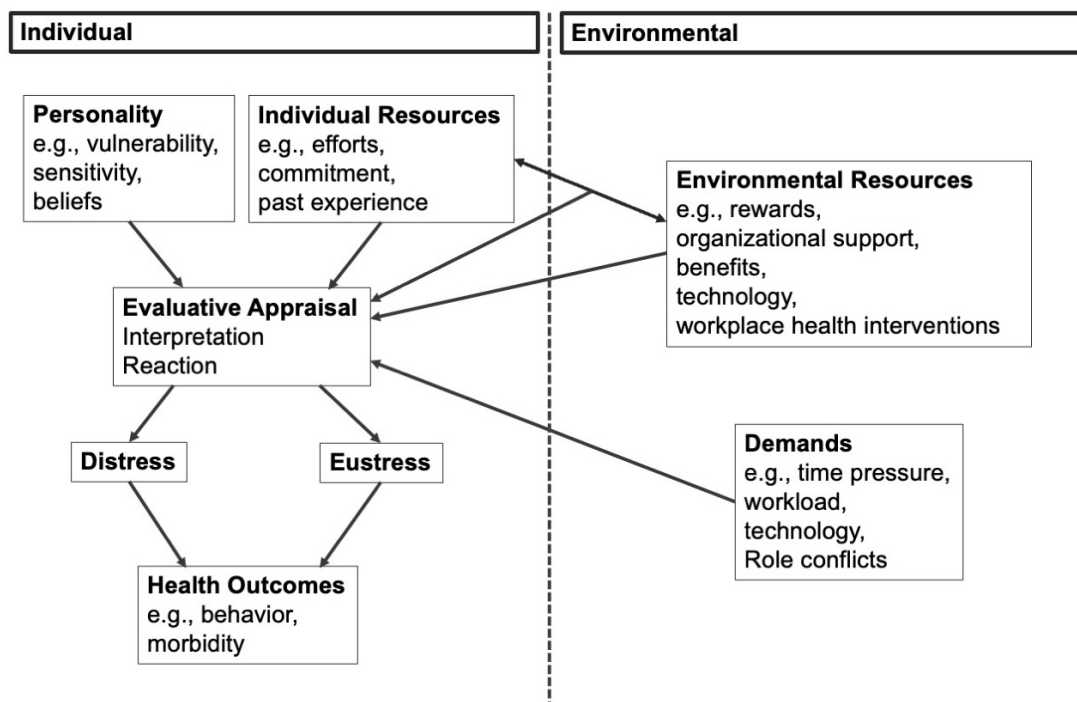 Individual
Environmental
Personality
e.g., vulnerability,
sensitivity,
beliefs
Individual Resources
e.g., efforts,
commitment,
past experience
Environmental Resources
e.g., rewards,
organizational support,
benefits,
technology,
workplace health interventions
Evaluative Appraisal
Interpretation
Reaction
Distress
Eustress
Demands
e.g., time pressure,
workload,
technology,
Role conflicts
Health Outcomes
e.g., behavior,
morbidity